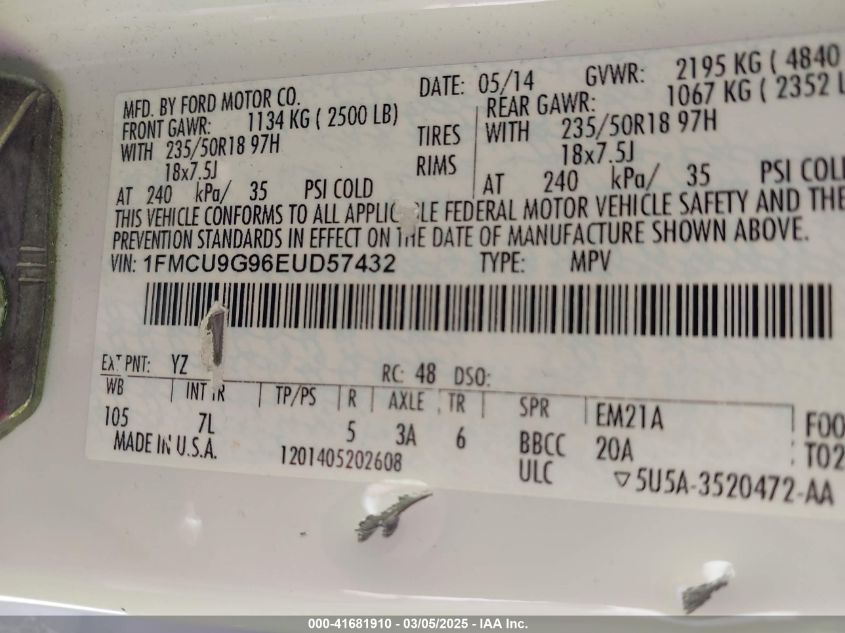 MFD. BY FORD MOTOR CO.
DATE: 05/14 GVWR: 2195 KG ( 4840
FRONT GAWR: 1134 KG ( 2500 LB)
REAR GAWR: 1067 KG ( 2352 L
WITH 235/50R18 97H TIRES WITH 235/50R18 97H
18x7.5J RIMS 18x7.5J
AT 240 kPa/ 35 PSI COLD AT 240 kPa/ 35 PSI COL
THIS VEHICLE CONFORMS TO ALL APPLIC LE FEDERAL MOTOR VEHICLE SAFETY AND THE
PREVENTION STANDARDS IN EFFECT ON THE DATE OF MANUFACTURE SHOWN ABOVE.
VIN: 1FMCU9G96EUD57432 TYPE: MPV
EXT PNT: YZ RC: 48 DSO:
WB INT TR TP/PS R AXLE TR SPR EM21A F00
105 7L 5 3A 6 BBCC 20A T02
MADE IN U.S.A. 1201405202608 ULC ▽5U5A-3520472-AA
000-41681910 - 03/05/2025 - IAA Inc.